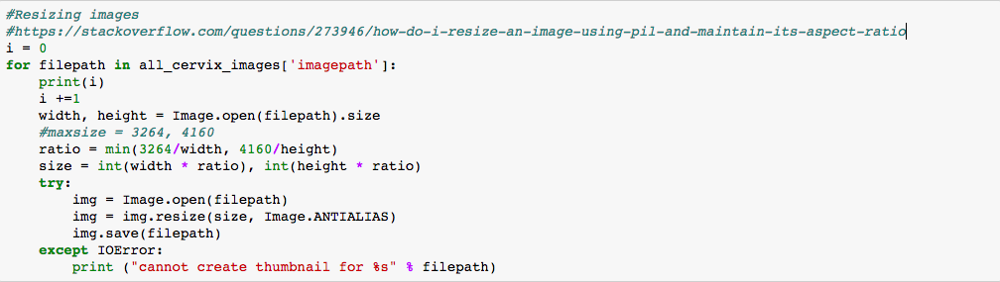 #Resizing images
#https://stackoverflow.com/questions/273946/how-do-i-resize-an-image-using-pil-and-maintain-its-aspect-ratio
i = 0
for filepath in all_cervix_images['imagepath']:
    print(i)
    i +=1
    width, height = Image.open(filepath).size
    #maxsize = 3264, 4160
    ratio = min(3264/width, 4160/height)
    size = int(width * ratio), int(height * ratio)
    try:
        img = Image.open(filepath)
        img = img.resize(size, Image.ANTIALIAS)
        img.save(filepath)
    except IOError:
        print ("cannot create thumbnail for %s" % filepath)